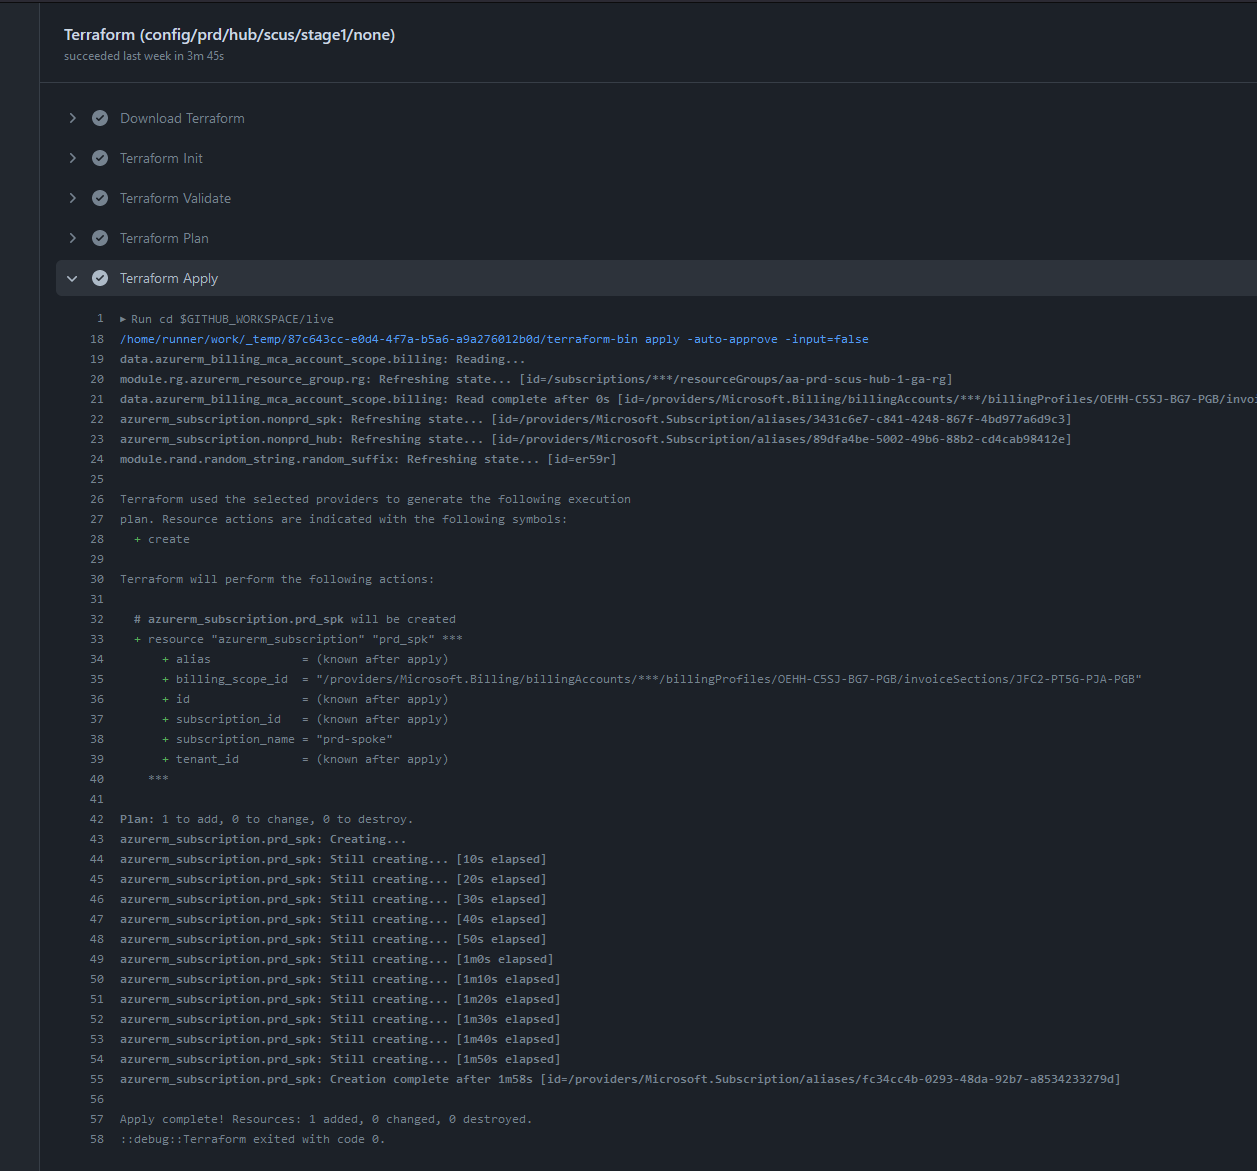 Terraform (config/prd/hub/scus/stage1/none)
succeeded last week in 3m 45s
Download Terraform
Terraform Init
Terraform Validate
Terraform Plan
Terraform Apply
1 ▸ Run cd $GITHUB_WORKSPACE/live
18 /home/runner/work/_temp/87c643cc-e0d4-4f7a-b5a6-a9a276012b0d/terraform-bin apply -auto-approve -input=false
19 data.azurerm_billing_mca_account_scope.billing: Reading...
20 module.rg.azurerm_resource_group.rg: Refreshing state... [id=/subscriptions/***/resourceGroups/aa-prd-scus-hub-1-ga-rg]
21 data.azurerm_billing_mca_account_scope.billing: Read complete after 0s [id=/providers/Microsoft.Billing/billingAccounts/***/billingProfiles/OEHH-C5SJ-BG7-PGB/invoi
22 azurerm_subscription.nonprd_spk: Refreshing state... [id=/providers/Microsoft.Subscription/aliases/3431c6e7-c841-4248-867f-4bd977a6d9c3]
23 azurerm_subscription.nonprd_hub: Refreshing state... [id=/providers/Microsoft.Subscription/aliases/89dfa4be-5002-49b6-88b2-cd4cab98412e]
24 module.rand.random_string.random_suffix: Refreshing state... [id=er59r]
25
26 Terraform used the selected providers to generate the following execution
27 plan. Resource actions are indicated with the following symbols:
28 + create
29
30 Terraform will perform the following actions:
31
32 # azurerm_subscription.prd_spk will be created
33 + resource "azurerm_subscription" "prd_spk" ***
34 + alias = (known after apply)
35 + billing_scope_id = "/providers/Microsoft.Billing/billingAccounts/***/billingProfiles/OEHH-C5SJ-BG7-PGB/invoiceSections/JFC2-PT5G-PJA-PGB"
36 + id = (known after apply)
37 + subscription_id = (known after apply)
38 + subscription_name = "prd-spoke"
39 + tenant_id = (known after apply)
40 ***
41
42 Plan: 1 to add, 0 to change, 0 to destroy.
43 azurerm_subscription.prd_spk: Creating...
44 azurerm_subscription.prd_spk: Still creating... [10s elapsed]
45 azurerm_subscription.prd_spk: Still creating... [20s elapsed]
46 azurerm_subscription.prd_spk: Still creating... [30s elapsed]
47 azurerm_subscription.prd_spk: Still creating... [40s elapsed]
48 azurerm_subscription.prd_spk: Still creating... [50s elapsed]
49 azurerm_subscription.prd_spk: Still creating... [1m0s elapsed]
50 azurerm_subscription.prd_spk: Still creating... [1m10s elapsed]
51 azurerm_subscription.prd_spk: Still creating... [1m20s elapsed]
52 azurerm_subscription.prd_spk: Still creating... [1m30s elapsed]
53 azurerm_subscription.prd_spk: Still creating... [1m40s elapsed]
54 azurerm_subscription.prd_spk: Still creating... [1m50s elapsed]
55 azurerm_subscription.prd_spk: Creation complete after 1m58s [id=/providers/Microsoft.Subscription/aliases/fc34cc4b-0293-48da-92b7-a8534233279d]
56
57 Apply complete! Resources: 1 added, 0 changed, 0 destroyed.
58 ::debug::Terraform exited with code 0.